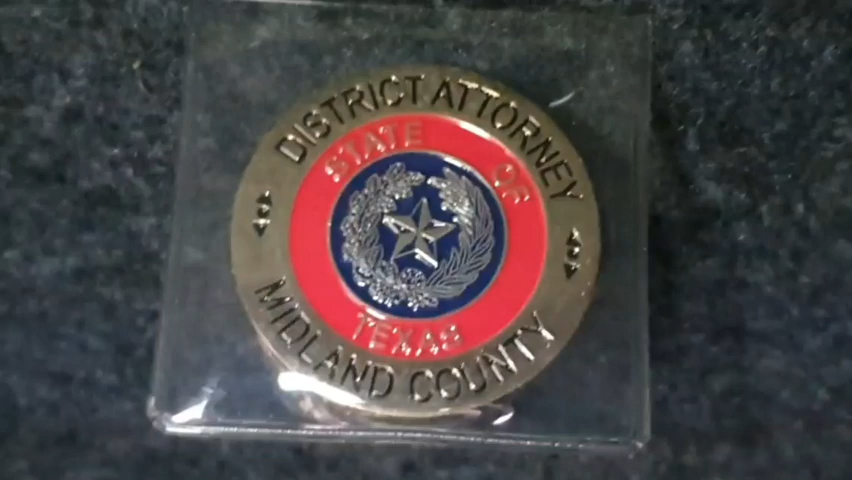 DISTRICT ATTORNEY
STATE OF
TEXAS
MIDLAND COUNTY